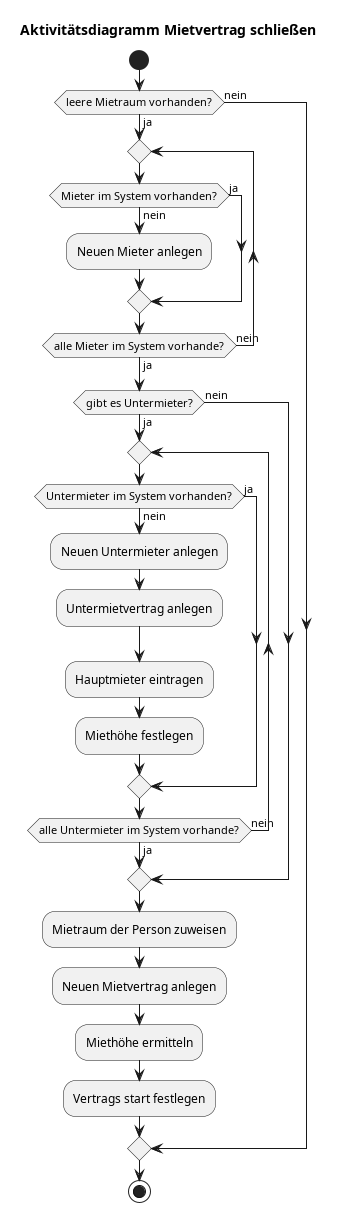 Aktivitätsdiagramm Mietvertrag schließen
leere Mietraum vorhanden?
nein
ja
Mieter im System vorhanden?
ja
nein
Neuen Mieter anlegen
alle Mieter im System vorhande?
nein
ja
gibt es Untermieter?
nein
ja
Untermieter im System vorhanden?
ja
nein
Neuen Untermieter anlegen
Untermietvertrag anlegen
Hauptmieter eintragen
Miethöhe festlegen
alle Untermieter im System vorhande?
nein
ja
Mietraum der Person zuweisen
Neuen Mietvertrag anlegen
Miethöhe ermitteln
Vertrags start festlegen